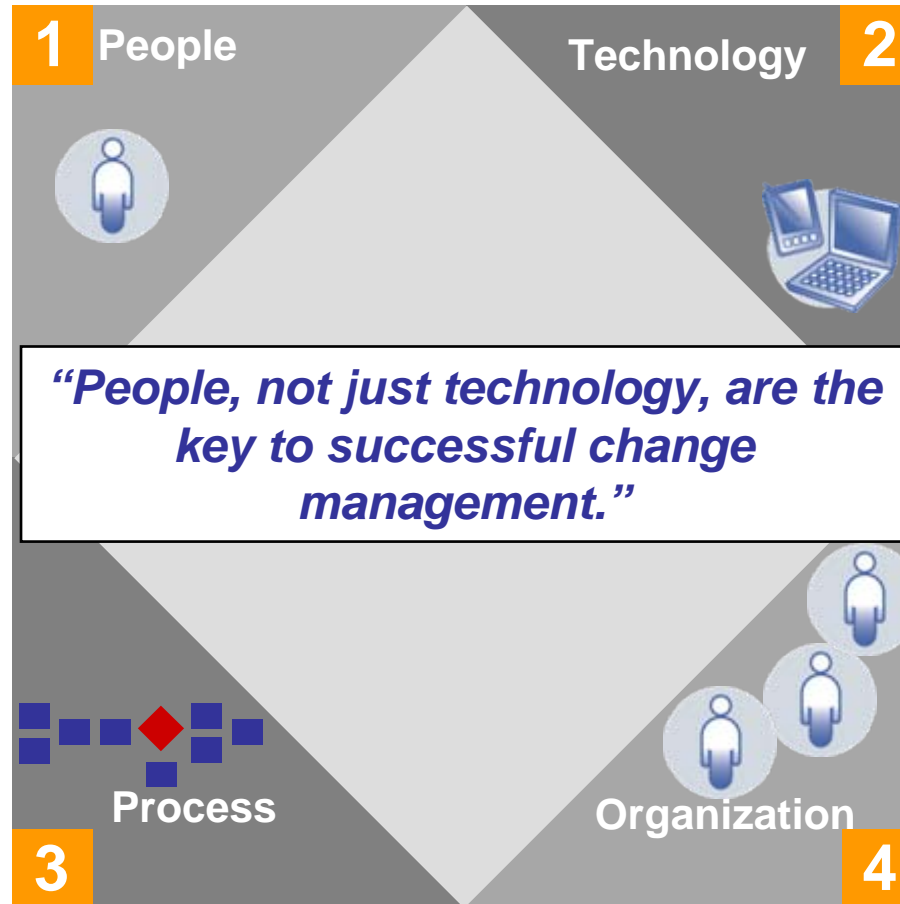 1 People
Technology 2
“People, not just technology, are the
key to successful change
management.”
Process
Organization
3
4